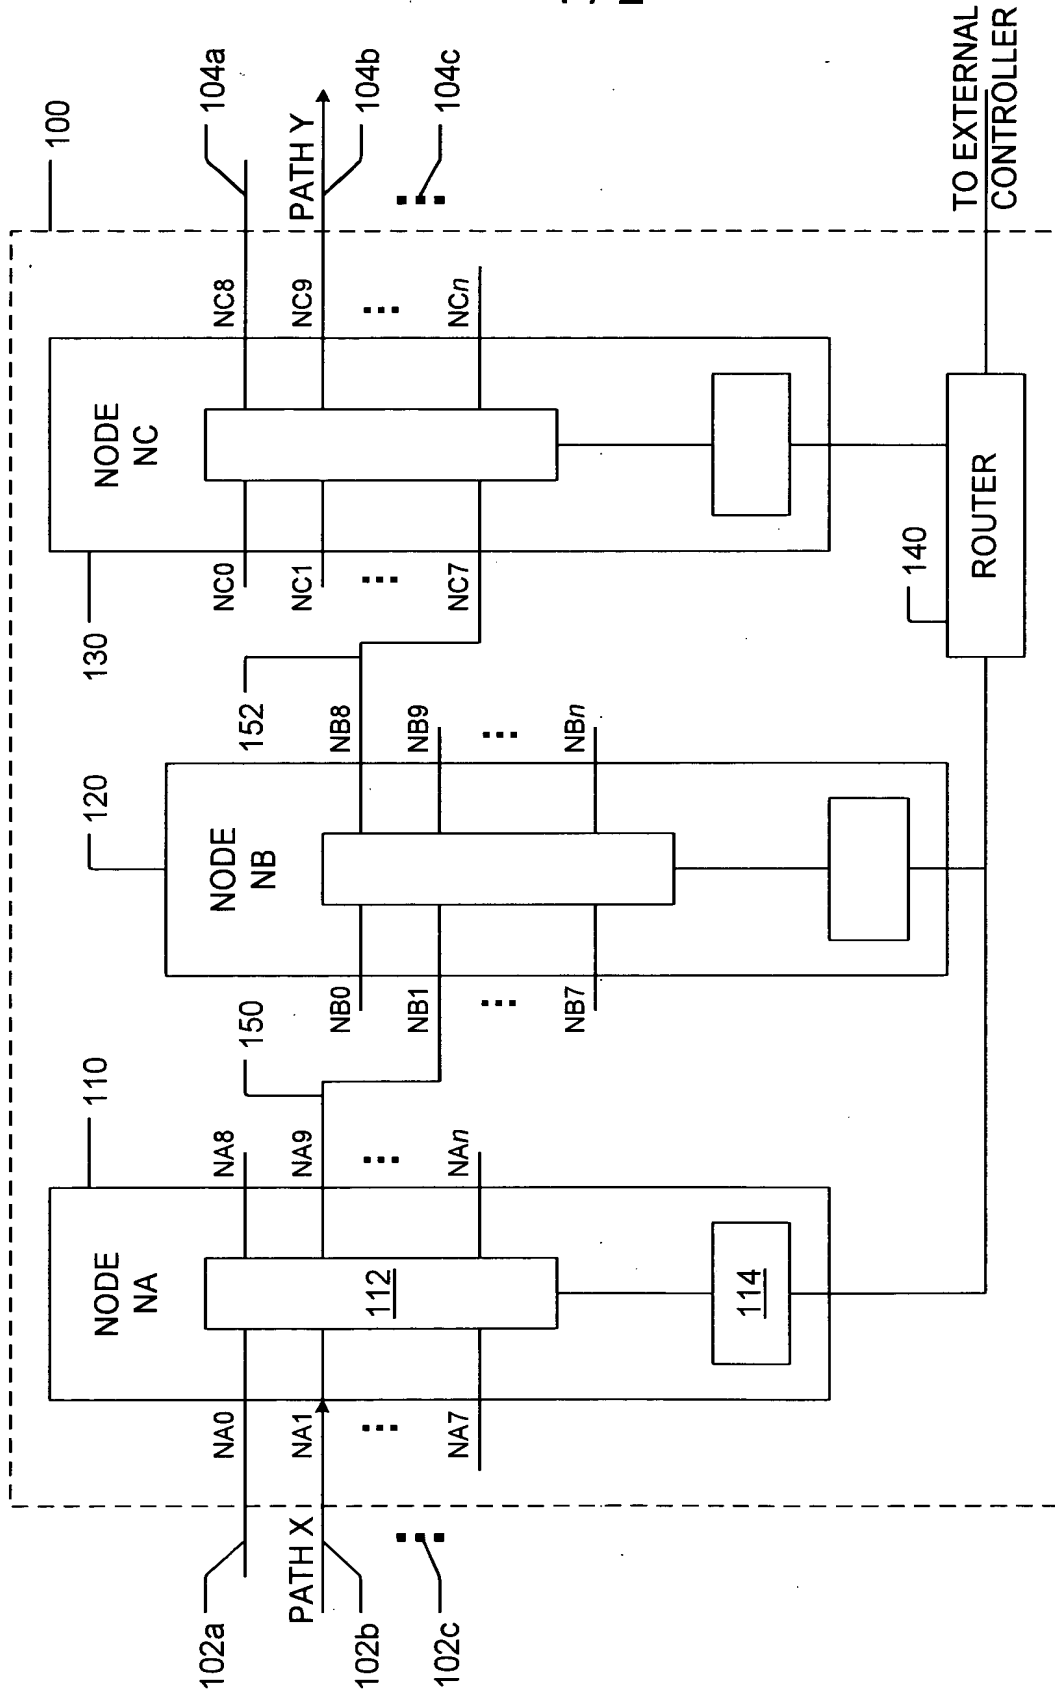 100
102a
PATH X
102b
102c
104a
PATH Y
104b
104c
110
NODE
NA
NA0
NA1
...
NA7
NA8
NA9
...
NAn
112
114
150
120
NODE
NB
NB0
NB1
...
NB7
NB8
NB9
...
NBn
152
130
NODE
NC
NC0
NC1
...
NC7
NC8
NC9
...
NCn
140
ROUTER
TO EXTERNAL
CONTROLLER